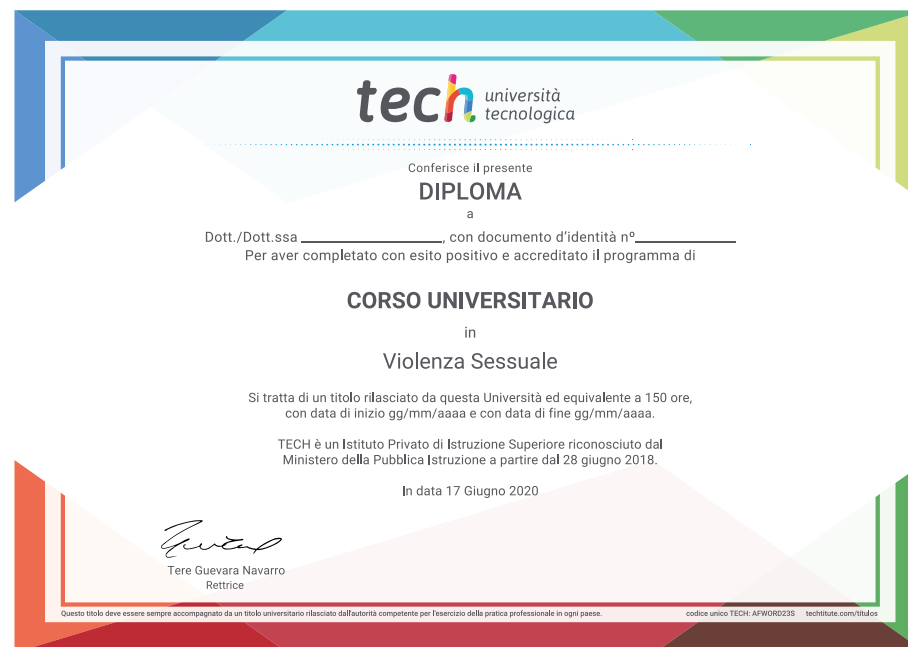 tech università
tecnologica
Conferisce il presente
DIPLOMA
a
Dott./Dott.ssa ____________________, con documento d'identità nº______________
Per aver completato con esito positivo e accreditato il programma di
CORSO UNIVERSITARIO
in
Violenza Sessuale
Si tratta di un titolo rilasciato da questa Università ed equivalente a 150 ore,
con data di inizio gg/mm/aaaa e con data di fine gg/mm/aaaa.
TECH è un Istituto Privato di Istruzione Superiore riconosciuto dal
Ministero della Pubblica Istruzione a partire dal 28 giugno 2018.
In data 17 Giugno 2020
Tere Guevara Navarro
Rettrice
Questo titolo deve essere sempre accompagnato da un titolo universitario rilasciato dall'autorità competente per l'esercizio della pratica professionale in ogni paese. codice unico TECH: AFWORD23S techtitute.com/titulos